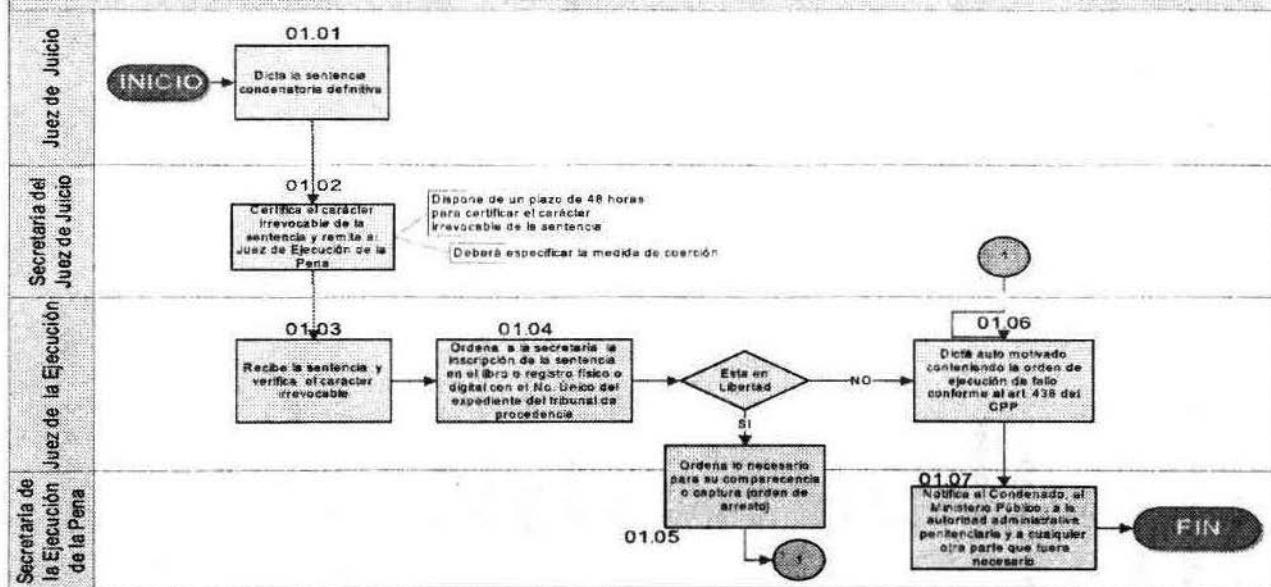 Juez de Juicio
INICIO
01.01
Dicta la sentencia
condenatoria definitiva
Secretaria del
Juez de Juicio
01.02
Certifica el carácter
irrevocable de la
sentencia y remite al
Juez de Ejecución de la
Pena
Dispone de un plazo de 48 horas
para certificar el carácter
irrevocable de la sentencia
Deberá especificar la medida de coerción
1
Juez de la Ejecución
01.03
Recibe la sentencia y
verifica el carácter
irrevocable
01.04
Ordena a la secretaria la
inscripción de la sentencia
en el libro o registro físico o
digital con el No. Único del
expediente del tribunal de
procedencia
Esta en
Libertad
NO
SI
01.06
Dicta auto motivado
conteniendo la orden de
ejecución de fallo
conforme al art. 438 del
CPP
Secretaria de
la Ejecución
de la Pena
Ordena lo necesario
para su comparecencia
o captura (orden de
arresto)
01.05
1
01.07
Notifica al Condenado, al
Ministerio Público, a la
autoridad administrativa
penitenciaria y a cualquier
otra parte que fuera
necesario
FIN